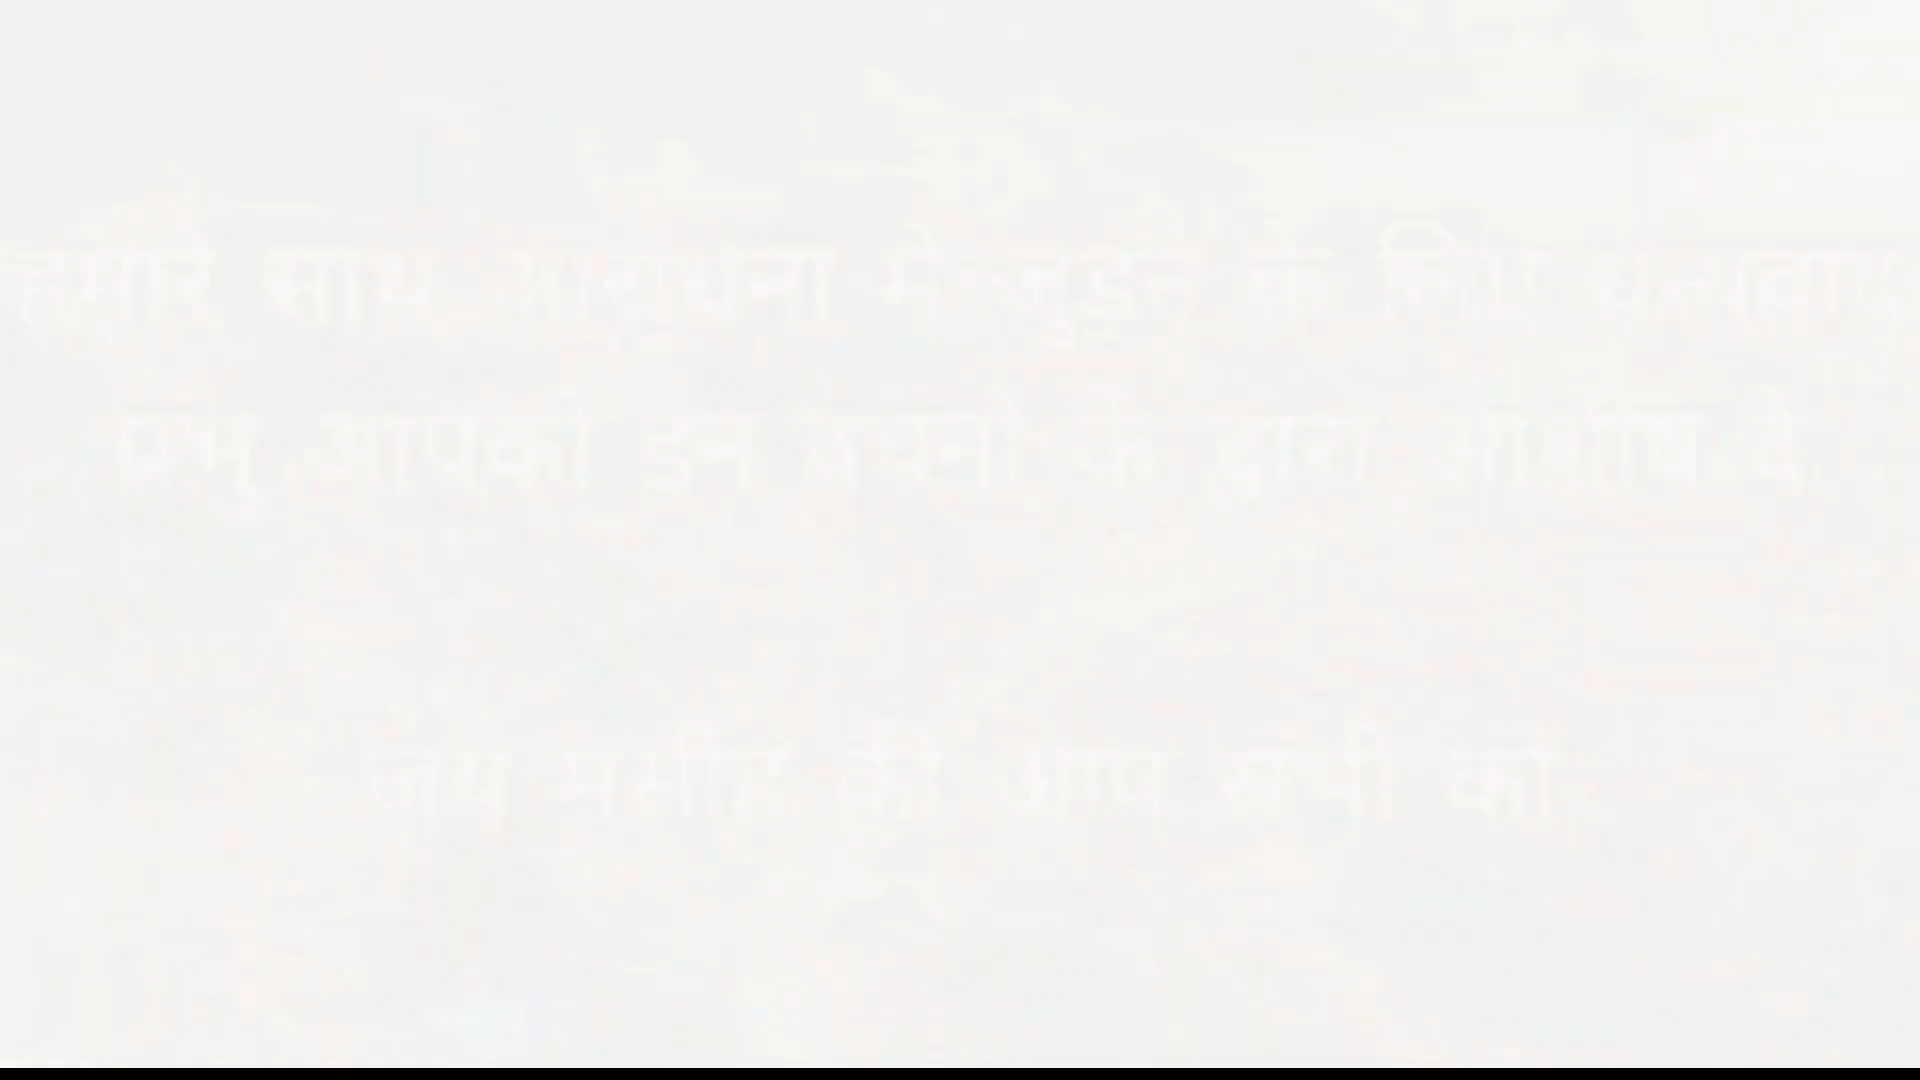 हमारे साथ आराधना में जुड़ने के लिए धन्यवाद
प्रभु आपको इन वचनों के द्वारा आशीष दे
जय मसीह की आप सभी को